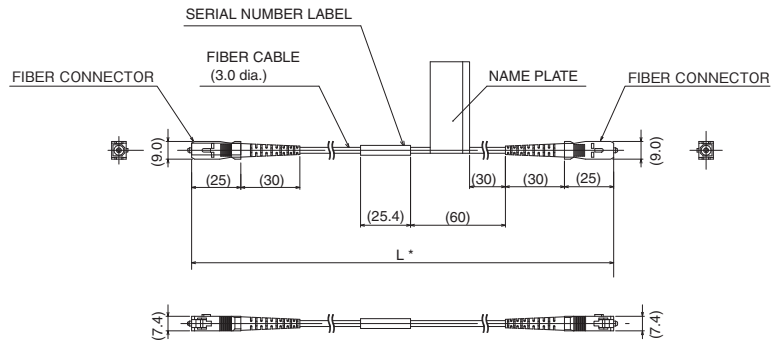 SERIAL NUMBER LABEL
FIBER CABLE
(3.0 dia.)
NAME PLATE
FIBER CONNECTOR
FIBER CONNECTOR
(9.0)
(9.0)
(25)
(30)
(30)
(30)
(25)
(25.4)
(60)
L *
(7.4)
(7.4)